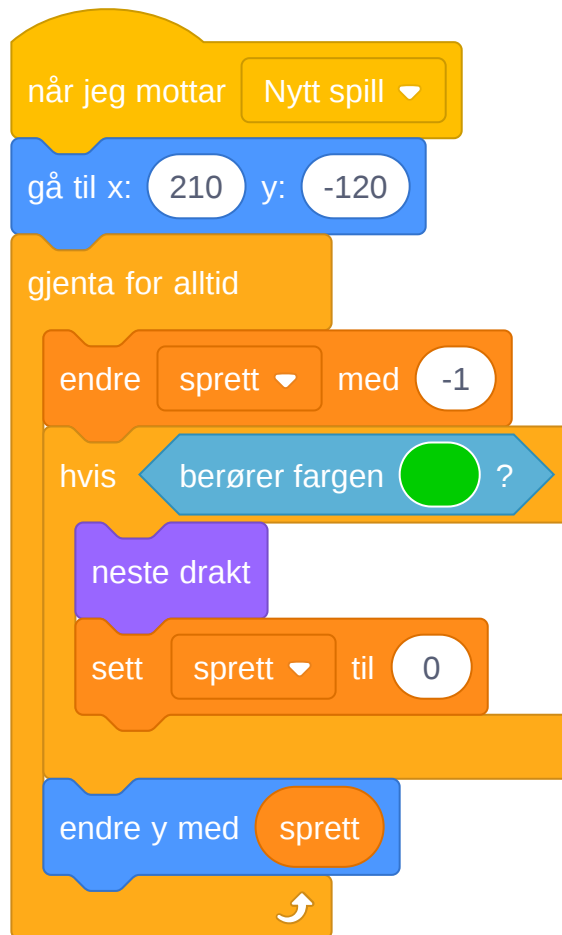 når jeg mottar Nytt spill
gå til x: 210 y: -120
gjenta for alltid
endre sprett med -1
hvis berører fargen ?
neste drakt
sett sprett til 0
endre y med sprett